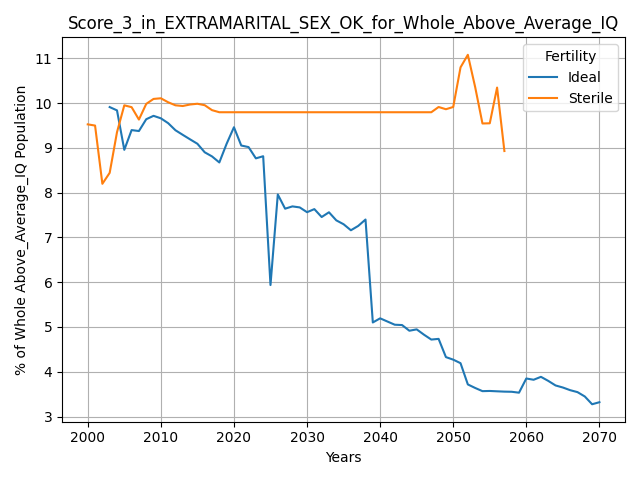 Score_3_in_EXTRAMARITAL_SEX_OK_for_Whole_Above_Average_IQ
% of Whole Above_Average_IQ Population
11
10
9
8
7
6
5
4
3
Fertility
Ideal
Sterile
2000 2010 2020 2030 2040 2050 2060 2070
Years